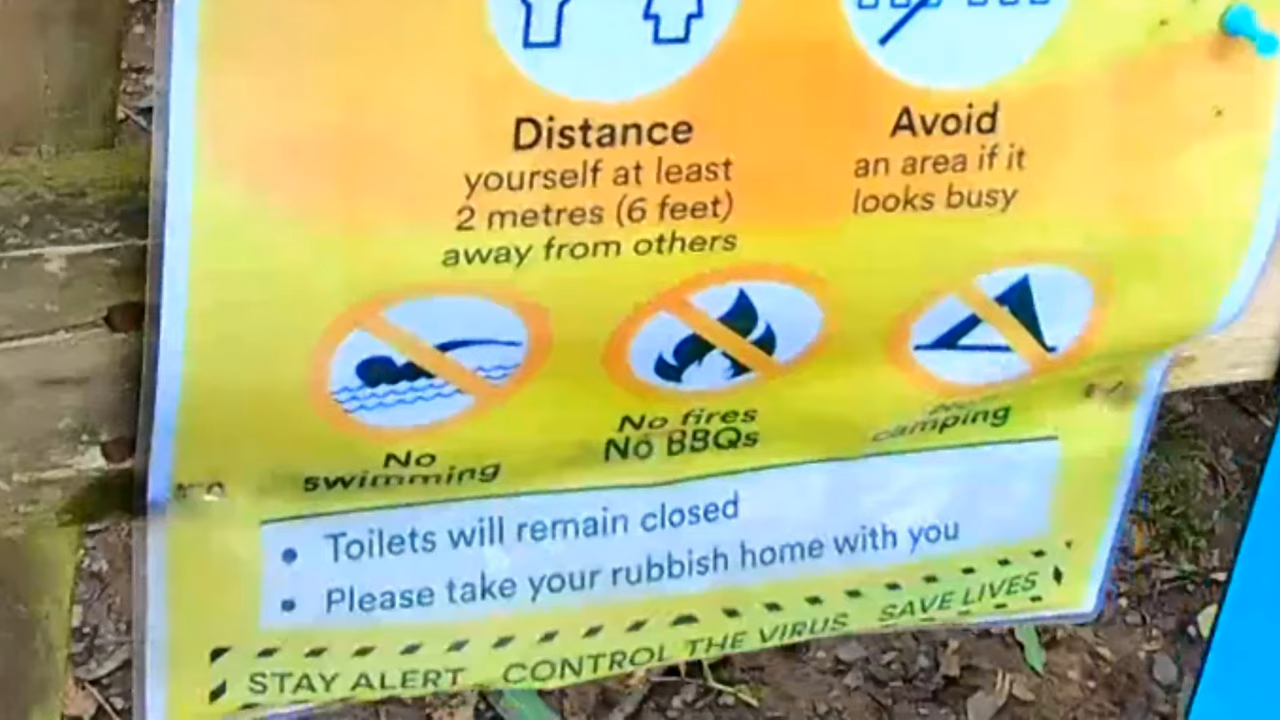 Distance
yourself at least
2 metres (6 feet)
away from others
Avoid
an area if it
looks busy
No
swimming
No fires
No BBQs
No
camping
• Toilets will remain closed
• Please take your rubbish home with you
STAY ALERT CONTROL THE VIRUS SAVE LIVES